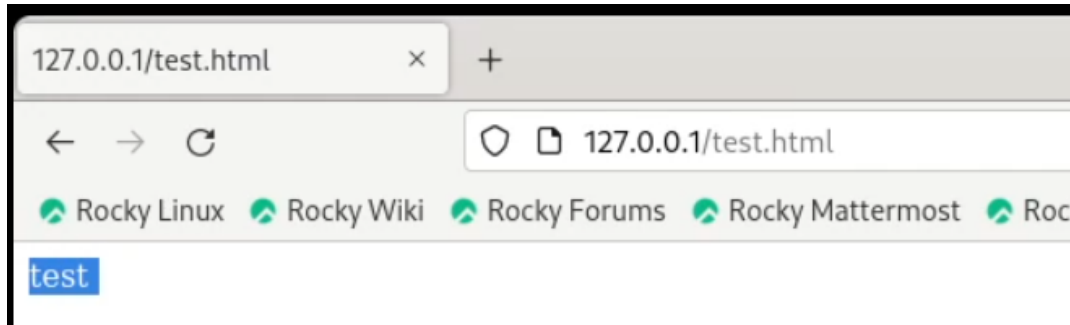 127.0.0.1/test.html
127.0.0.1/test.html
Rocky Linux Rocky Wiki Rocky Forums Rocky Mattermost Roc
test